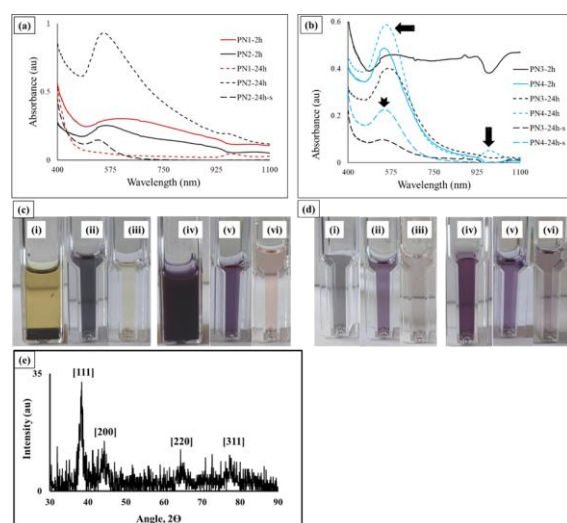 (a)
PN1-2h
PN2-2h
PN1-24h
PN2-24h
PN2-24h-s
1
0.5
0
400 575 750 925 1100
Absorbance (au)
Wavelength (nm)
(b)
PN3-2h
PN4-2h
PN3-24h
PN4-24h
PN3-24h-s
PN4-24h-s
0.6
0.4
0.2
0
400 575 750 925 1100
Absorbance (au)
Wavelength (nm)
(c)
(i) (ii) (iii) (iv) (v) (vi)
(d)
(i) (ii) (iii) (iv) (v) (vi)
(e)
[111]
[200]
[220]
[311]
35
0
30 40 50 60 70 80 90
Intensity (au)
Angle, 2Θ